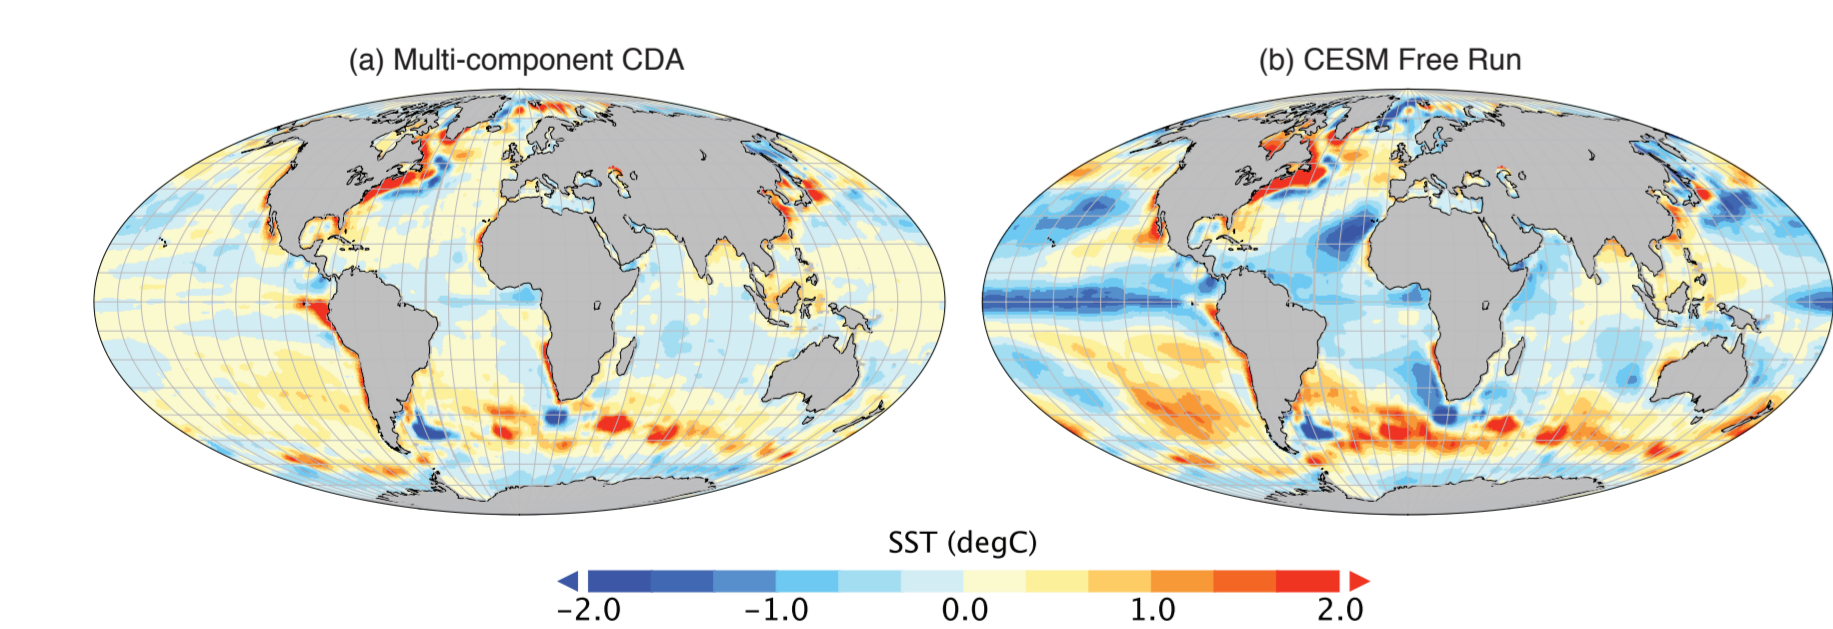 (a) Multi-component CDA
(b) CESM Free Run
SST (degC)
-2.0 -1.0 0.0 1.0 2.0